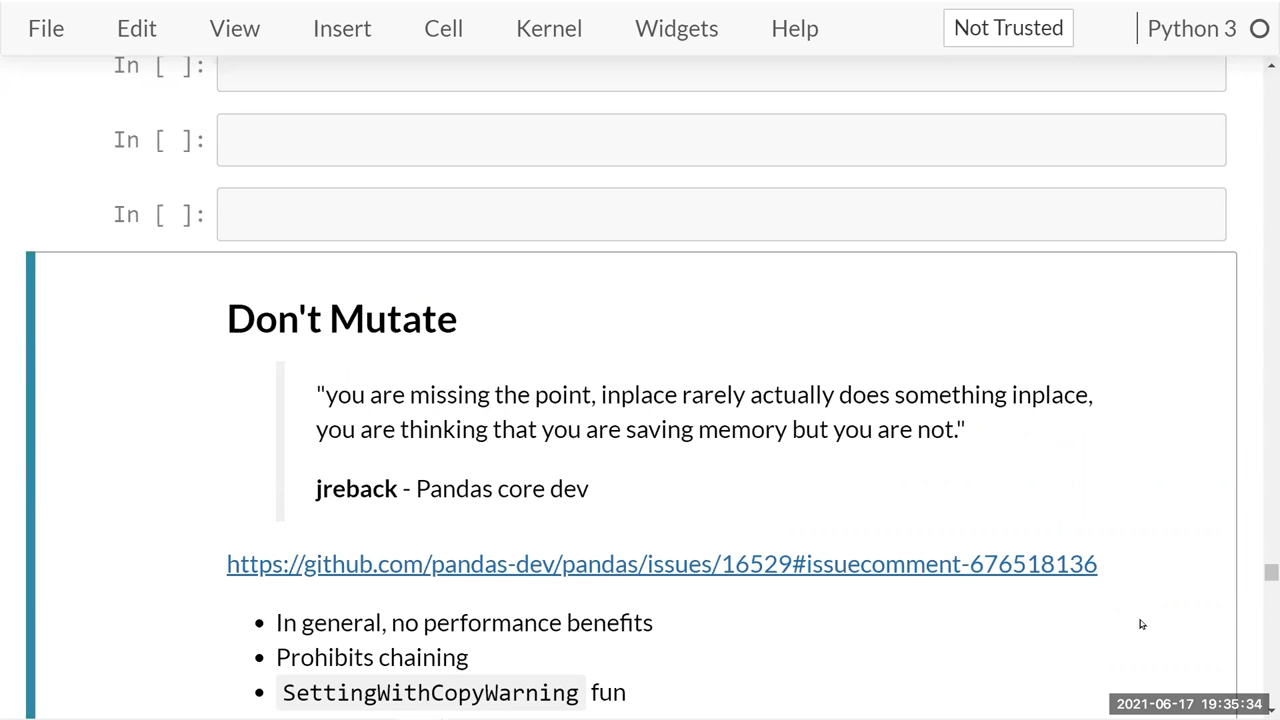 File Edit View Insert Cell Kernel Widgets Help Not Trusted Python 3
In [ ]:
In [ ]:
In [ ]:
Don't Mutate
"you are missing the point, inplace rarely actually does something inplace,
you are thinking that you are saving memory but you are not."
jreback - Pandas core dev
https://github.com/pandas-dev/pandas/issues/16529#issuecomment-676518136
• In general, no performance benefits
• Prohibits chaining
• SettingWithCopyWarning fun
2021-06-17 19:35:34